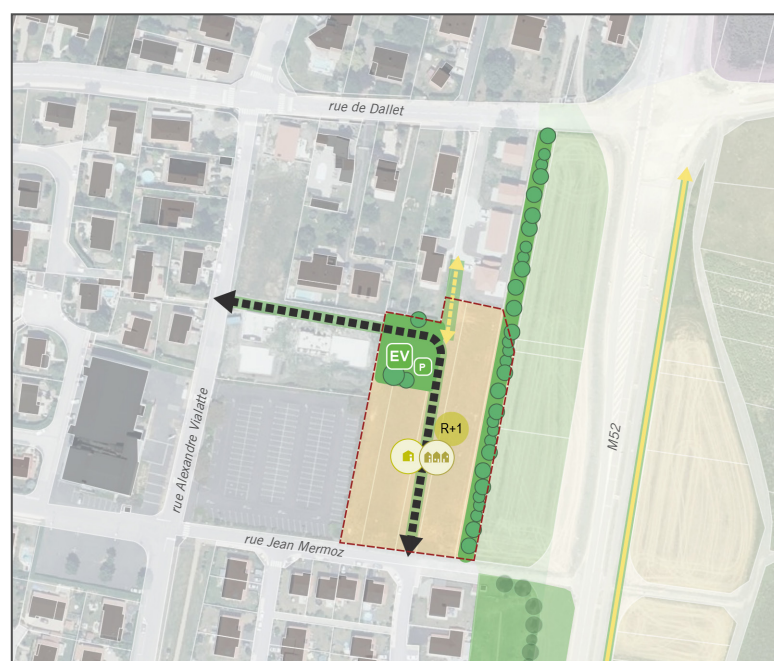 rue de Dallet
EV
P
R+1
rue Alexandre Vialatte
M52
rue Jean Mermoz